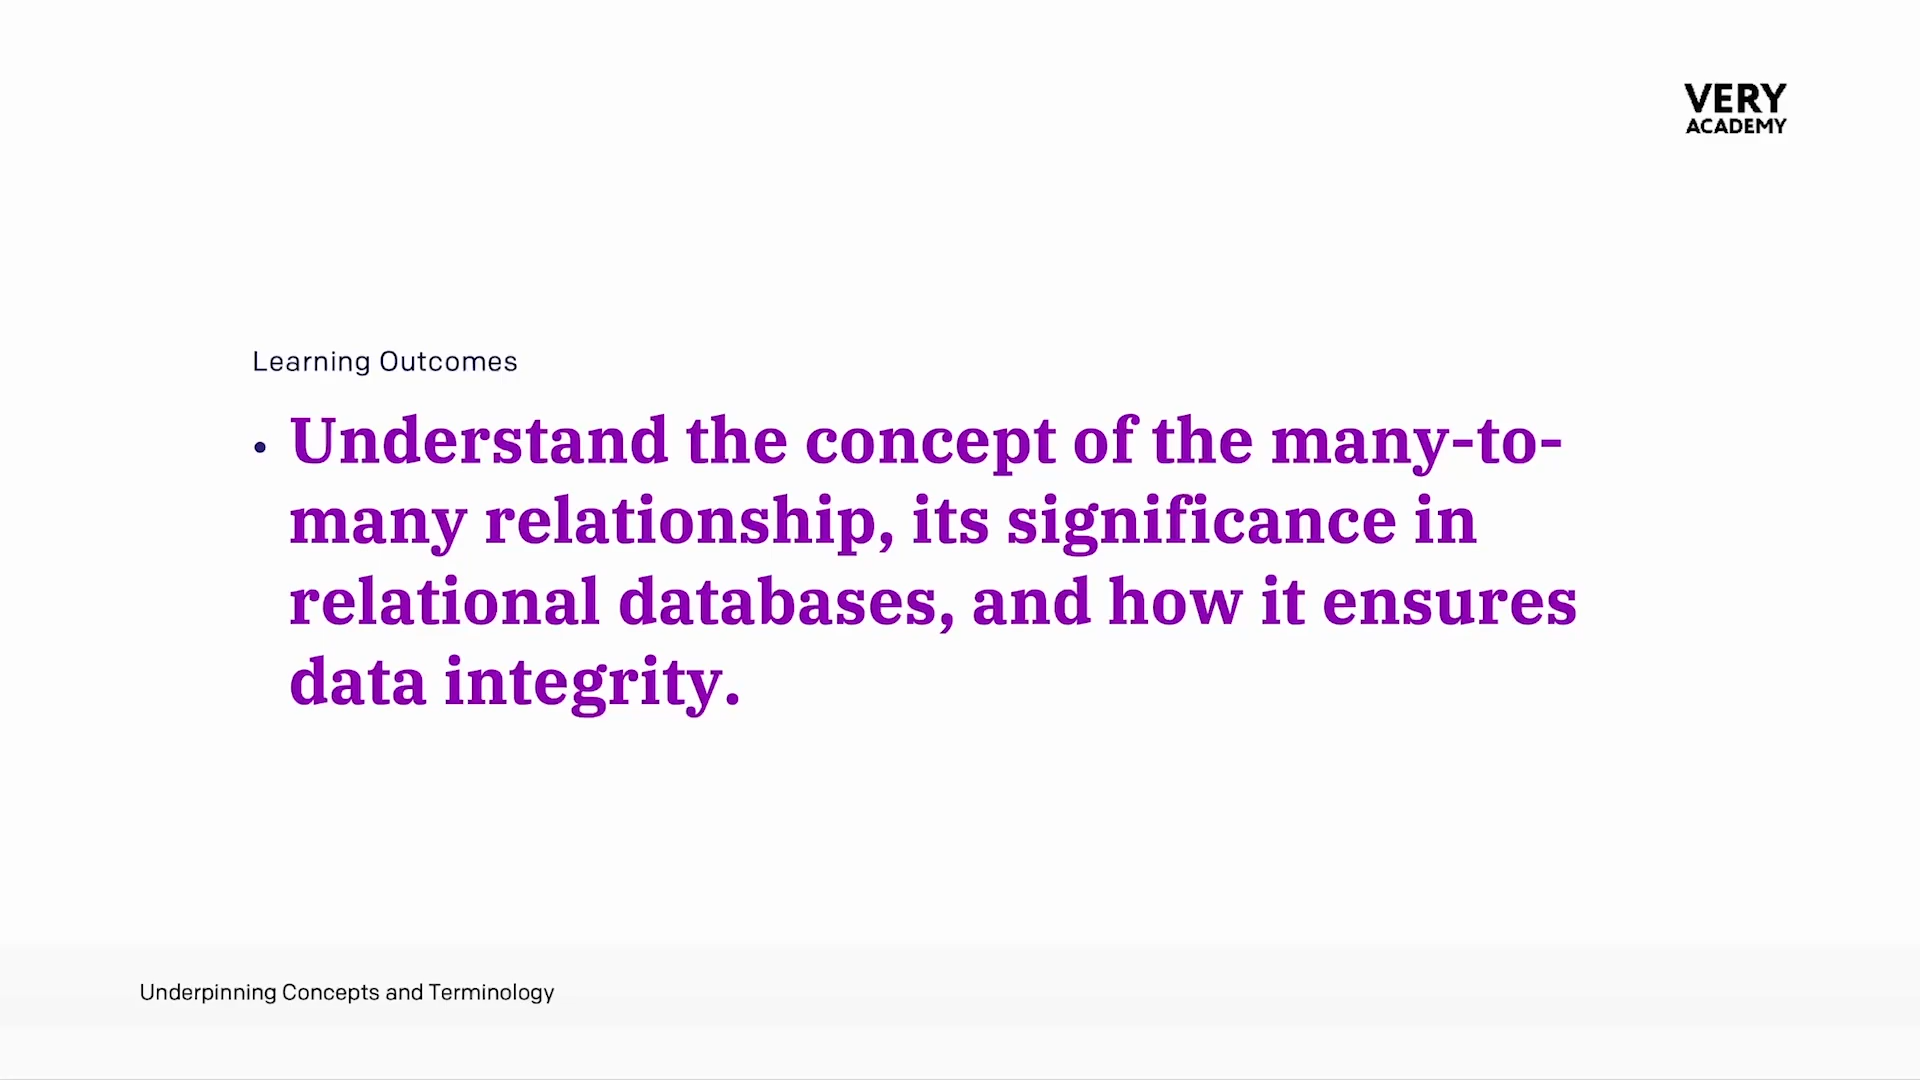 VERY
ACADEMY
Learning Outcomes
• Understand the concept of the many-to-
many relationship, its significance in
relational databases, and how it ensures
data integrity.
Underpinning Concepts and Terminology